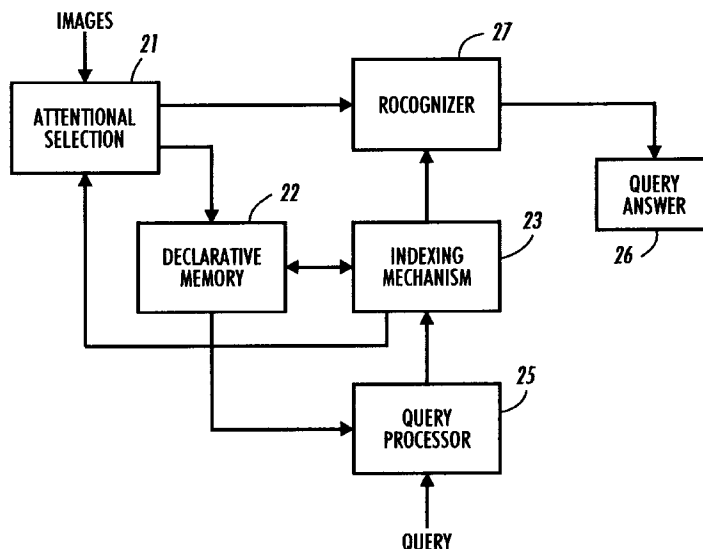 IMAGES
21
27
ATTENTIONAL
SELECTION
ROCOGNIZER
22
DECLARATIVE
MEMORY
23
INDEXING
MECHANISM
QUERY
ANSWER
26
25
QUERY
PROCESSOR
QUERY